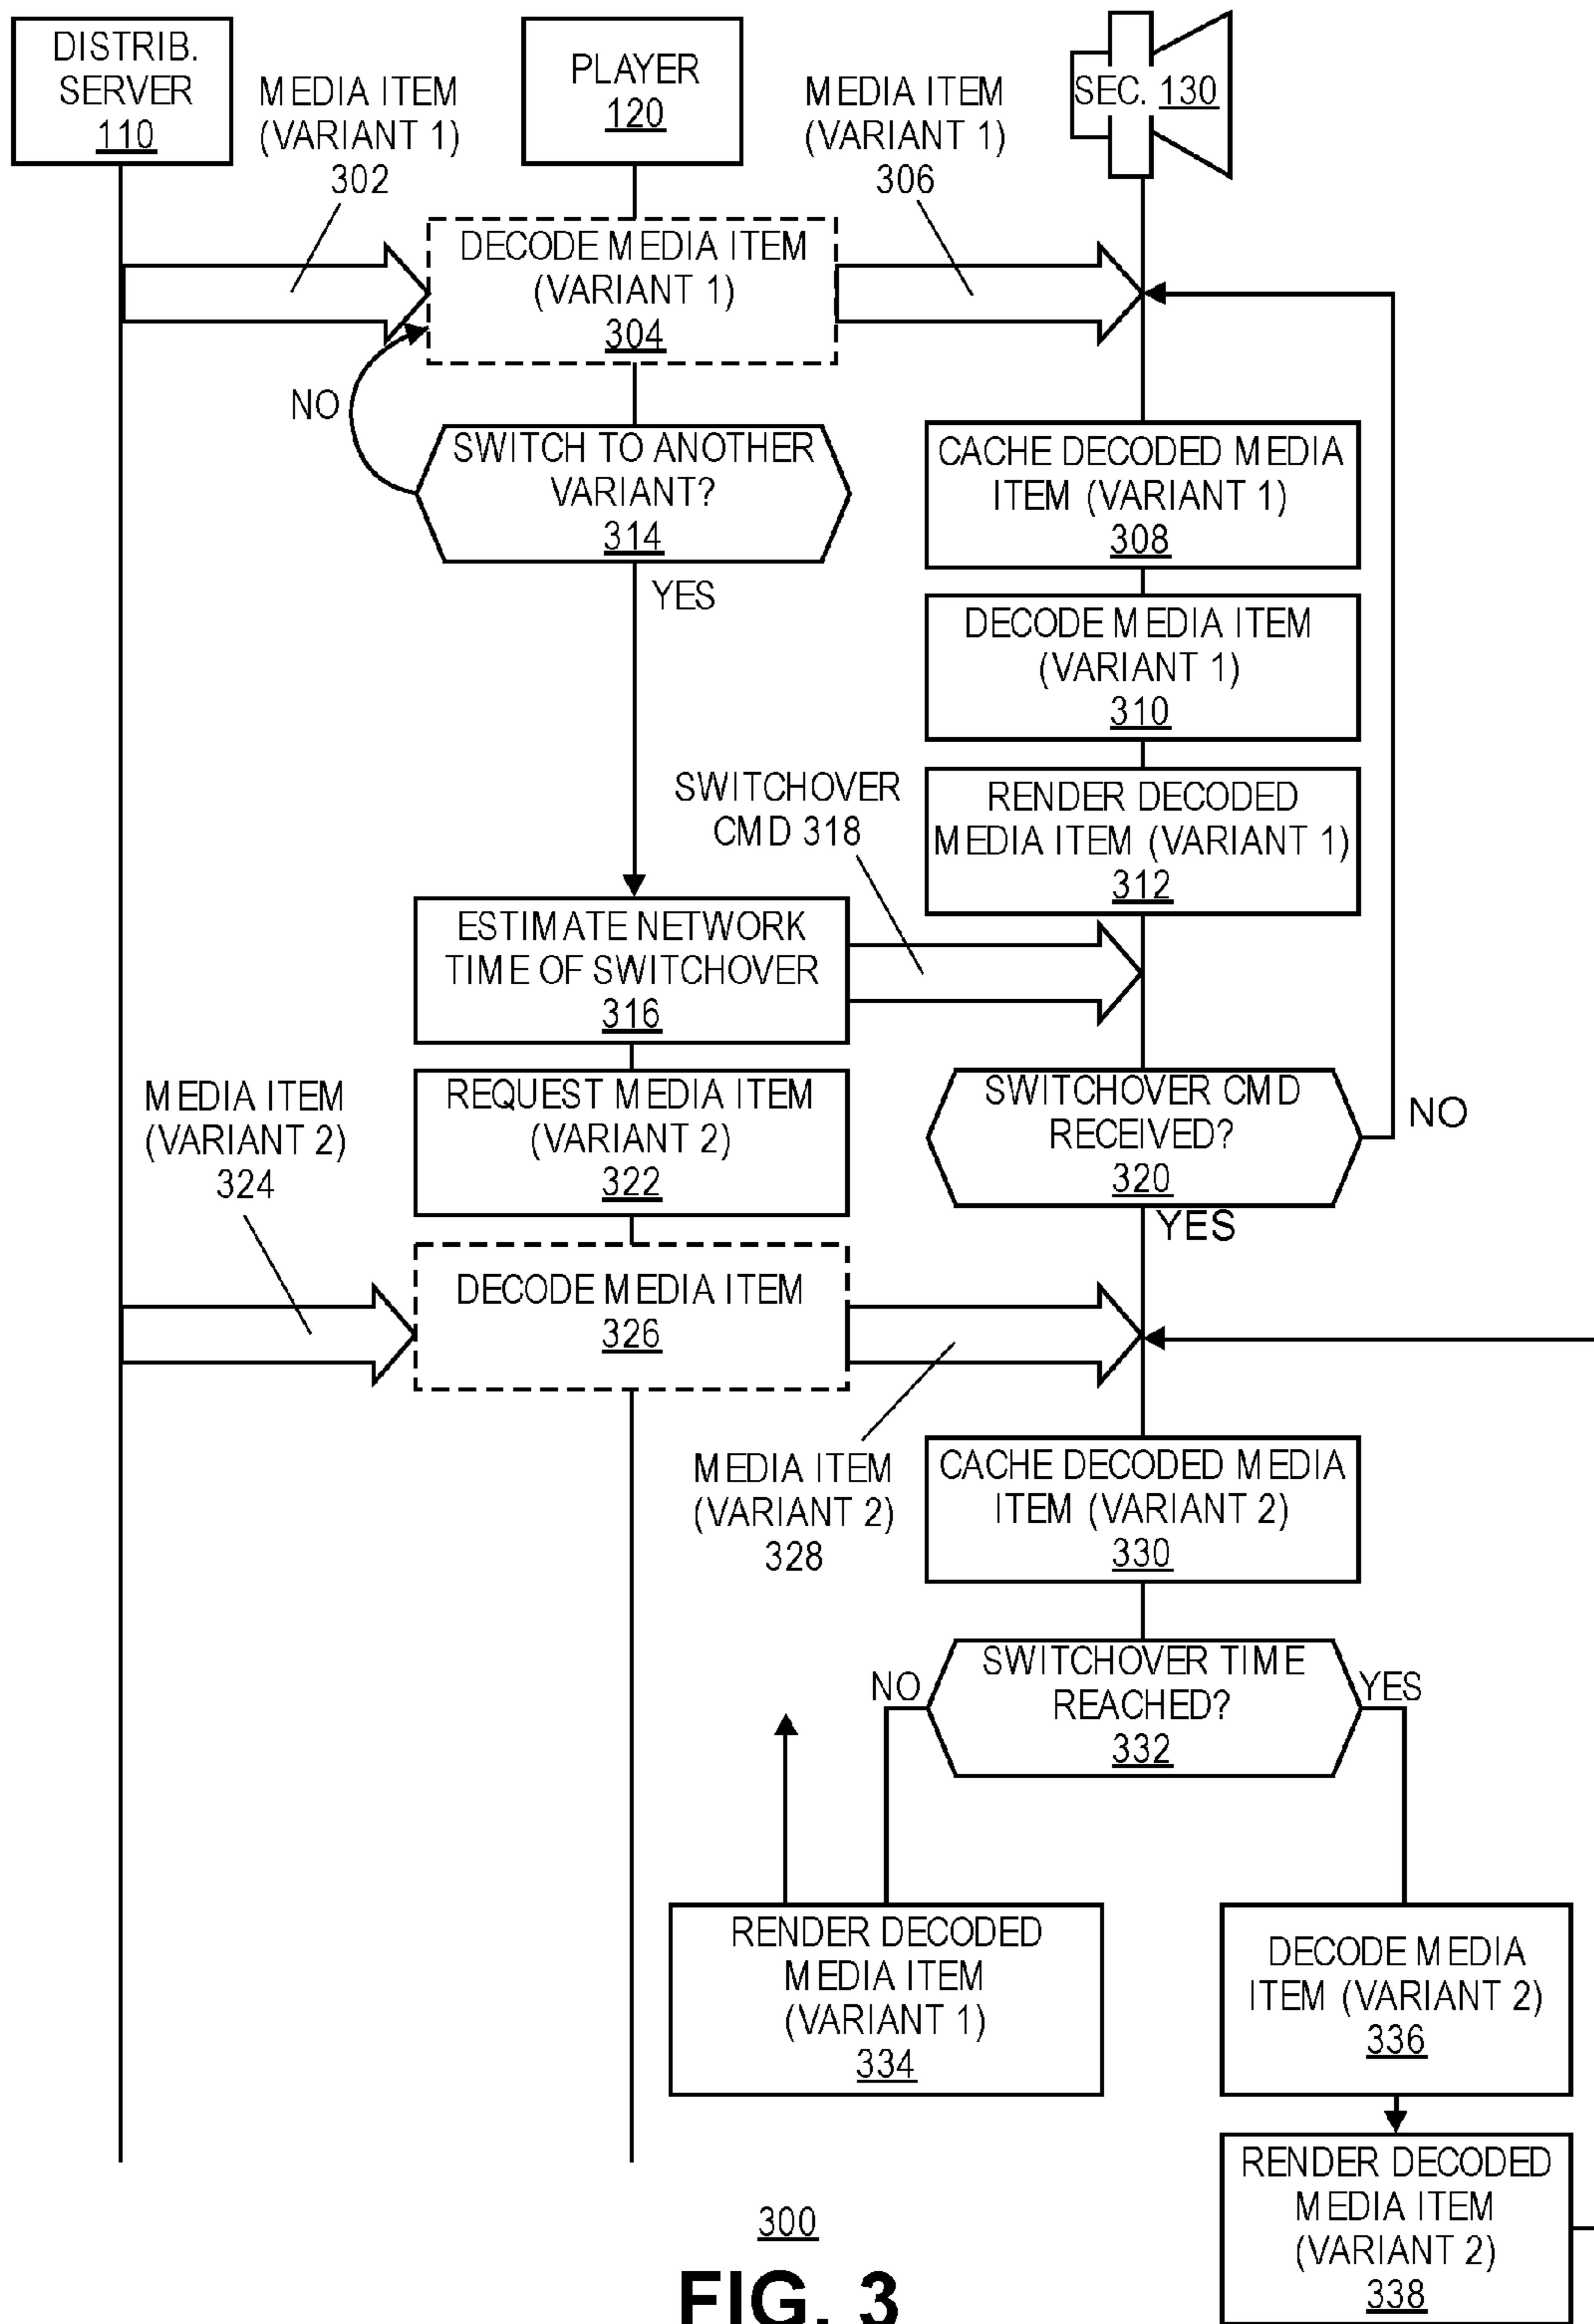 DISTRIB.
SERVER
110
MEDIA ITEM
(VARIANT 1)
302
PLAYER
120
MEDIA ITEM
(VARIANT 1)
306
SEC. 130
DECODE MEDIA ITEM
(VARIANT 1)
304
NO
SWITCH TO ANOTHER
VARIANT?
314
YES
CACHE DECODED MEDIA
ITEM (VARIANT 1)
308
DECODE MEDIA ITEM
(VARIANT 1)
310
RENDER DECODED
MEDIA ITEM (VARIANT 1)
312
SWITCHOVER
CMD 318
ESTIMATE NETWORK
TIME OF SWITCHOVER
316
REQUEST MEDIA ITEM
(VARIANT 2)
322
SWITCHOVER CMD
RECEIVED?
320
NO
YES
MEDIA ITEM
(VARIANT 2)
324
DECODE MEDIA ITEM
326
MEDIA ITEM
(VARIANT 2)
328
CACHE DECODED MEDIA
ITEM (VARIANT 2)
330
SWITCHOVER TIME
REACHED?
332
NO
YES
RENDER DECODED
MEDIA ITEM
(VARIANT 1)
334
DECODE MEDIA
ITEM (VARIANT 2)
336
RENDER DECODED
MEDIA ITEM
(VARIANT 2)
338
300
FIG. 3